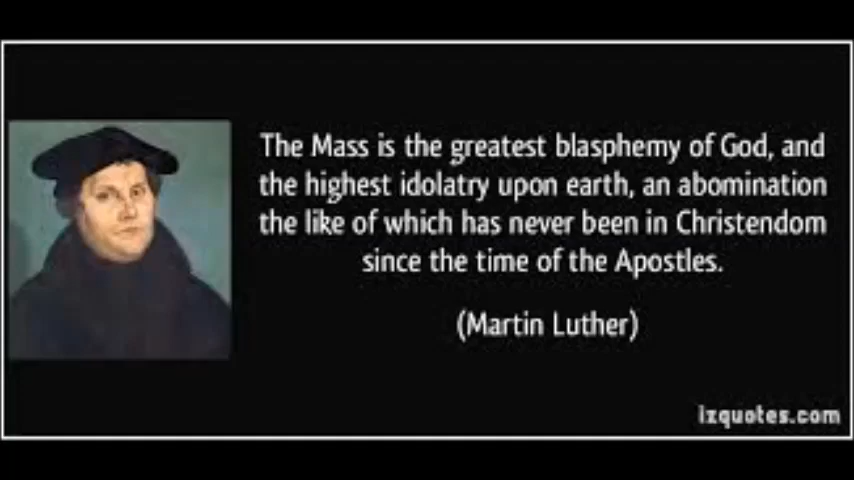 The Mass is the greatest blasphemy of God, and
the highest idolatry upon earth, an abomination
the like of which has never been in Christendom
since the time of the Apostles.
(Martin Luther)
izquotes.com